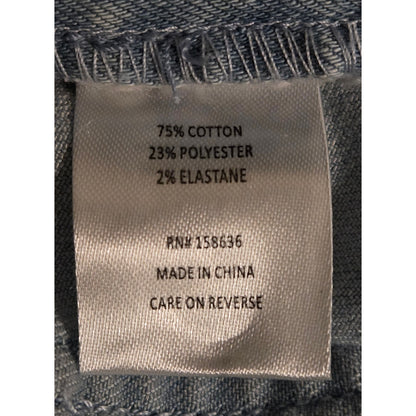 75% COTTON
23% POLYESTER
2% ELASTANE
RN# 158636
MADE IN CHINA
CARE ON REVERSE